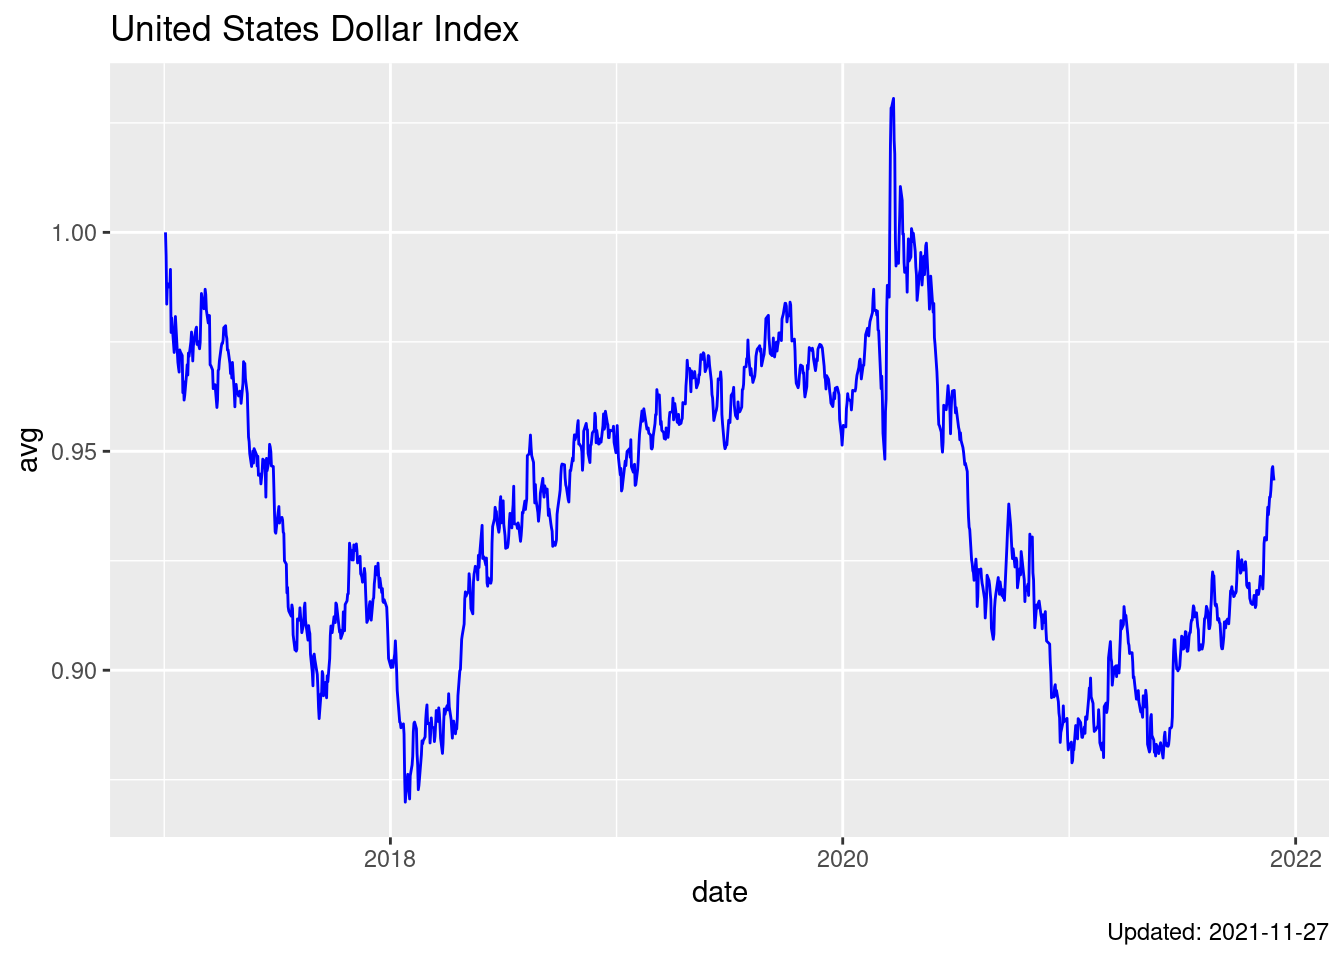 United States Dollar Index
avg
1.00
0.95
0.90
2018 2020 2022
date
Updated: 2021-11-27